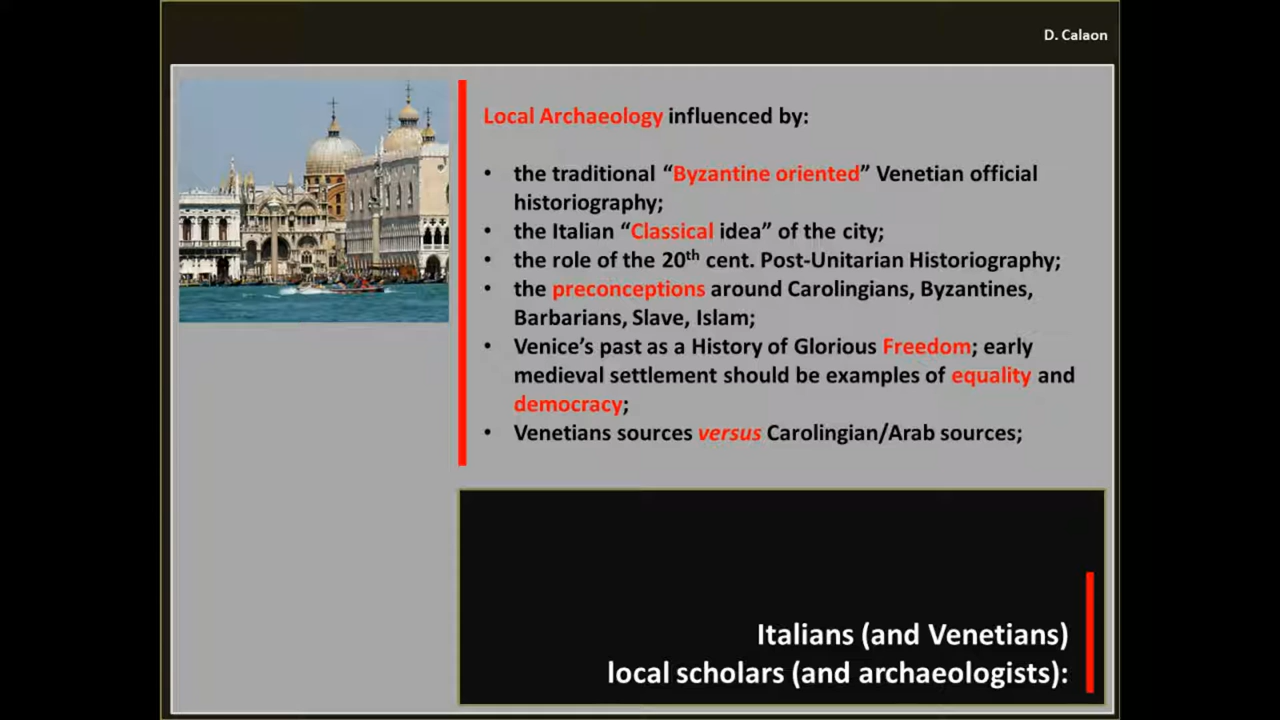 D. Calaon
Local Archaeology influenced by:
• the traditional “Byzantine oriented” Venetian official
historiography;
• the Italian “Classical idea” of the city;
• the role of the 20th cent. Post-Unitarian Historiography;
• the preconceptions around Carolingians, Byzantines,
Barbarians, Slave, Islam;
• Venice’s past as a History of Glorious Freedom; early
medieval settlement should be examples of equality and
democracy;
• Venetians sources versus Carolingian/Arab sources;
Italians (and Venetians)
local scholars (and archaeologists):